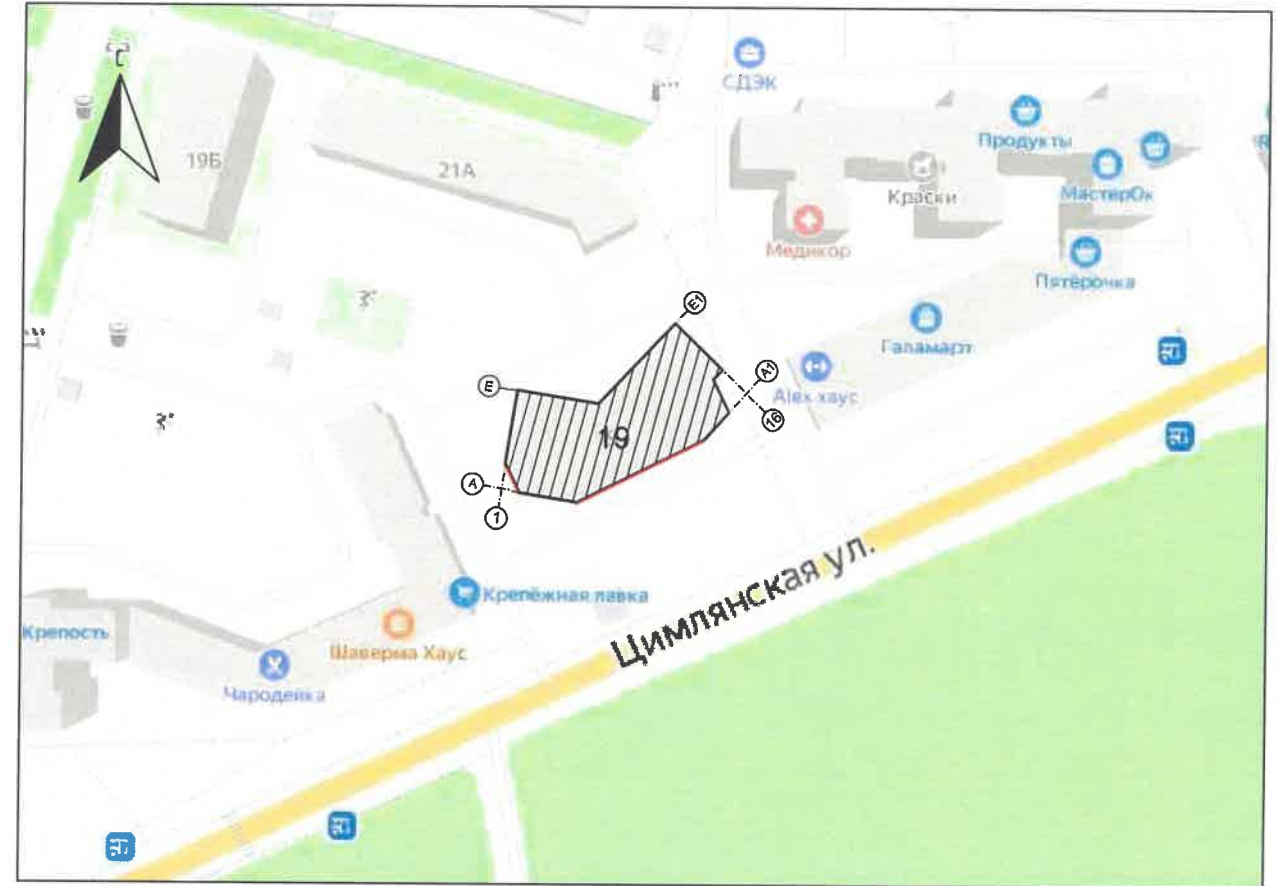 С
СДЭК
19Б
21А
Продукты
МастерОк
Краски
Медикор
Пятёрочка
Е1
Галамарт
А1
Е
Alex хаус
16
19
А
1
Цимлянская ул.
Крепёжная лавка
Крепость
Шаверма Хаус
Чародейка